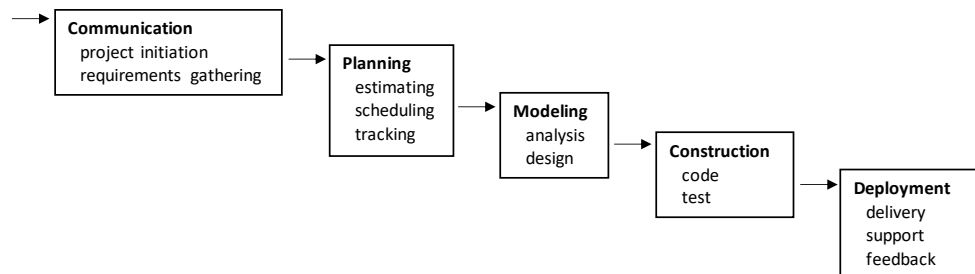 Communication
project initiation
requirements gathering
Planning
estimating
scheduling
tracking
Modeling
analysis
design
Construction
code
test
Deployment
delivery
support
feedback